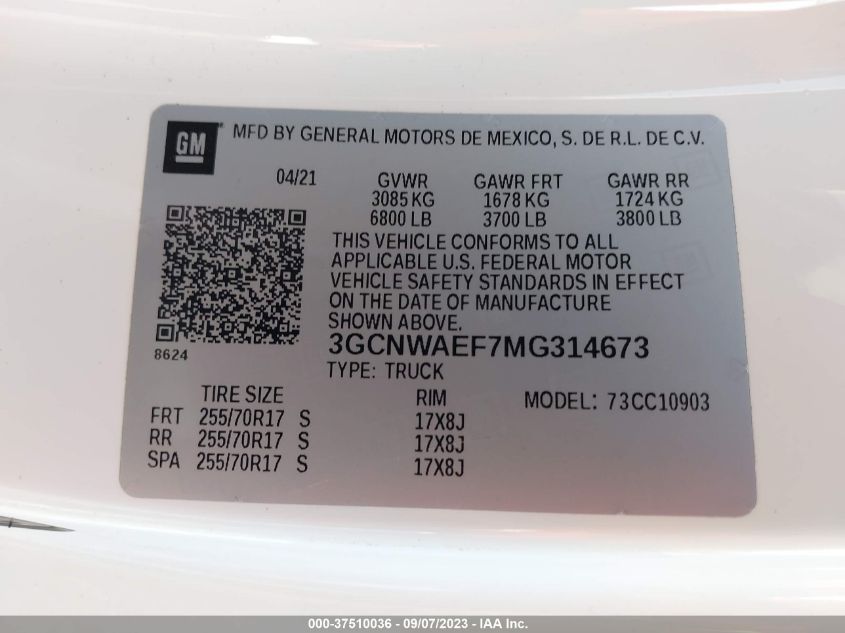 GM MFD BY GENERAL MOTORS DE MEXICO, S. DE R.L. DE C.V.
04/21 GVWR GAWR FRT GAWR RR
3085 KG 1678 KG 1724 KG
6800 LB 3700 LB 3800 LB
THIS VEHICLE CONFORMS TO ALL
APPLICABLE U.S. FEDERAL MOTOR
VEHICLE SAFETY STANDARDS IN EFFECT
ON THE DATE OF MANUFACTURE
SHOWN ABOVE.
8624 3GCNWAEF7MG314673
TYPE: TRUCK
TIRE SIZE RIM MODEL: 73CC10903
FRT 255/70R17 S 17X8J
RR 255/70R17 S 17X8J
SPA 255/70R17 S 17X8J
000-37510036 - 09/07/2023 - IAA Inc.